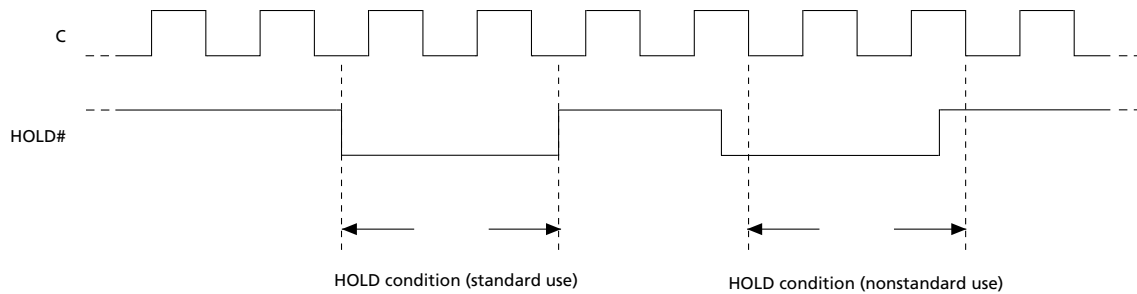 C
HOLD#
HOLD condition (standard use)
HOLD condition (nonstandard use)